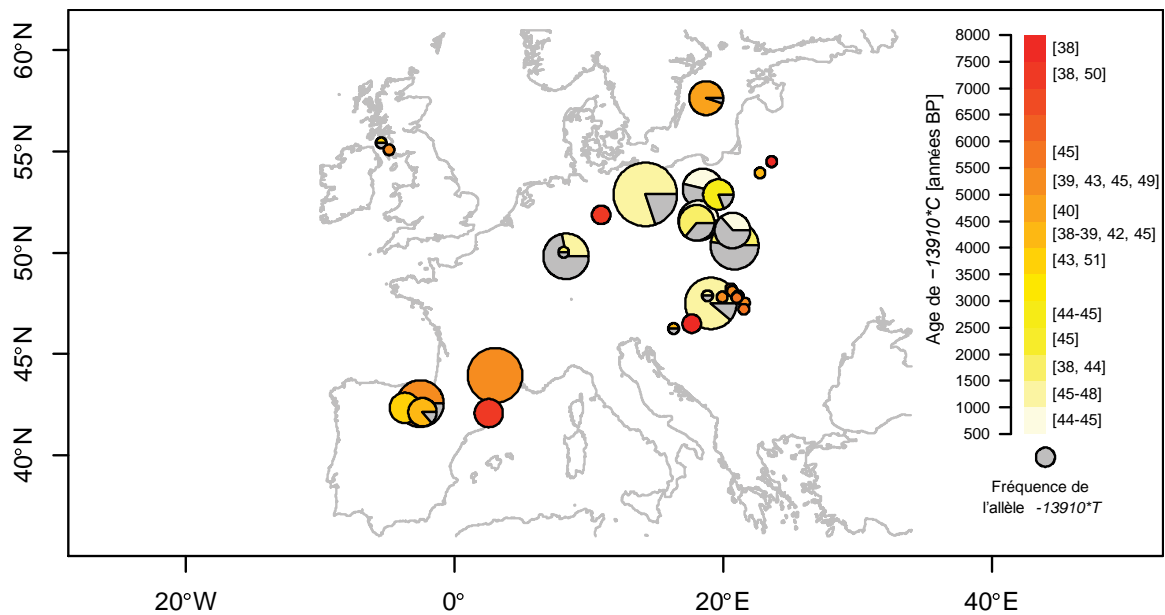 60°N
55°N
50°N
45°N
40°N
20°W
0°
20°E
40°E
Age de −13910*C [années BP]
8000
7500
7000
6500
6000
5500
5000
4500
4000
3500
3000
2500
2000
1500
1000
500
[38]
[38, 50]
[45]
[39, 43, 45, 49]
[40]
[38-39, 42, 45]
[43, 51]
[44-45]
[45]
[38, 44]
[45-48]
[44-45]
Fréquence de
l'allèle -13910*T